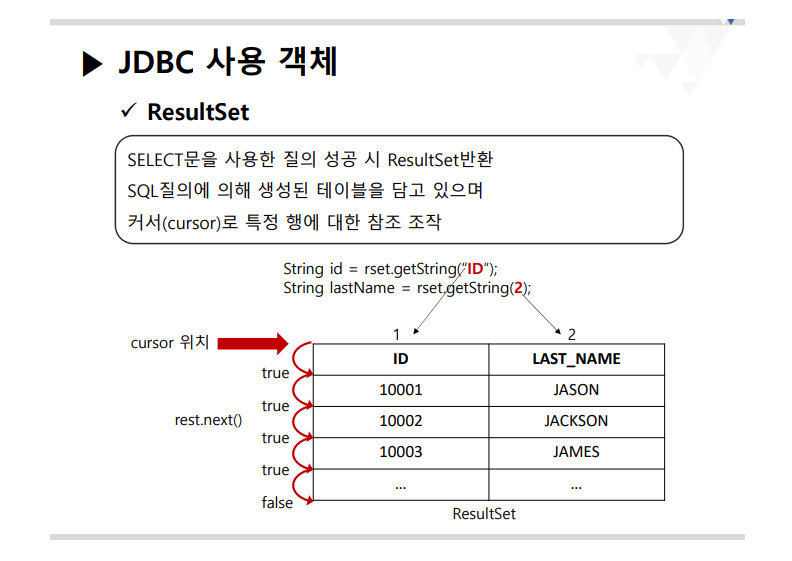 ▶ JDBC 사용 객체
✓ ResultSet
SELECT문을 사용한 질의 성공 시 ResultSet반환
SQL질의에 의해 생성된 테이블을 담고 있으며
커서(cursor)로 특정 행에 대한 참조 조작
String id = rset.getString(“ID“);
String lastName = rset.getString(2);
1 2
cursor 위치
ID LAST_NAME
true
10001 JASON
true
rest.next()
10002 JACKSON
true
10003 JAMES
true
... ...
false
ResultSet